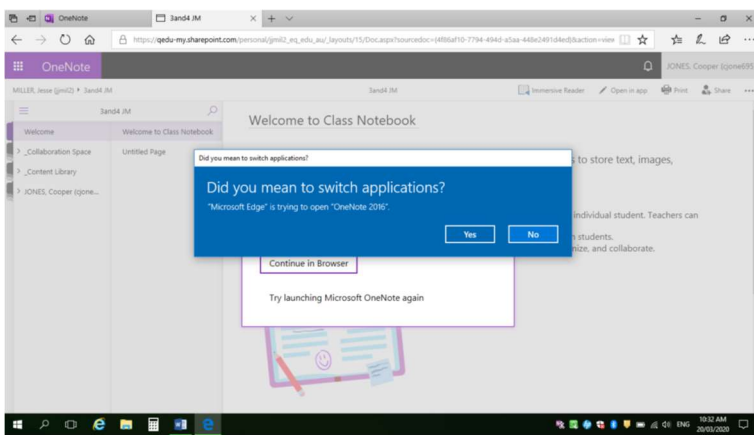 OneNote
3and4 JM
https://qedu-my.sharepoint.com/personal/jjmil2_eq_edu_au/_layouts/15/Doc.aspx?sourcedoc={4f86af10-7794-494d-a5aa-448e2491d4ed}&action=view
OneNote
JONES, Cooper (cjone695
MILLER, Jesse (jjmil2) 3and4 JM
3and4 JM
Immersive Reader
Open in app
Print
Share
3and4 JM
Welcome
_Collaboration Space
_Content Library
JONES, Cooper (cjone...
Welcome to Class Notebook
Untitled Page
Welcome to Class Notebook
to store text, images,
individual student. Teachers can
students.
nize, and collaborate.
Did you mean to switch applications?
Did you mean to switch applications?
"Microsoft Edge" is trying to open "OneNote 2016".
Yes
No
Continue in Browser
Try launching Microsoft OneNote again
ENG
10:32 AM
20/03/2020